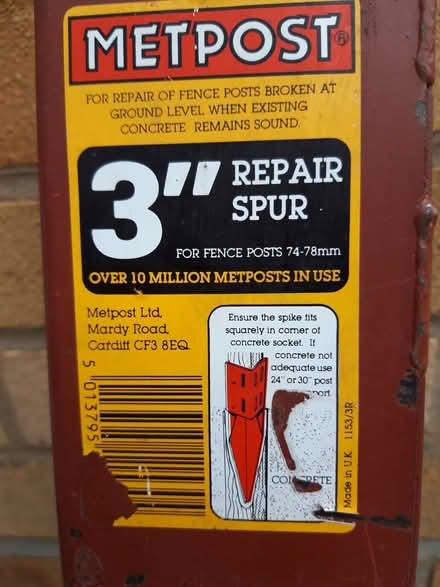 METPOST®
FOR REPAIR OF FENCE POSTS BROKEN AT
GROUND LEVEL WHEN EXISTING
CONCRETE REMAINS SOUND.
3"
REPAIR
SPUR
FOR FENCE POSTS 74-78mm
OVER 10 MILLION METPOSTS IN USE
Metpost Ltd,
Mardy Road,
Cardiff CF3 8EQ.
5 013795
Ensure the spike fits
squarely in corner of
concrete socket. If
concrete not
adequate use
24" or 30" post
Made in U.K. 1153/3R